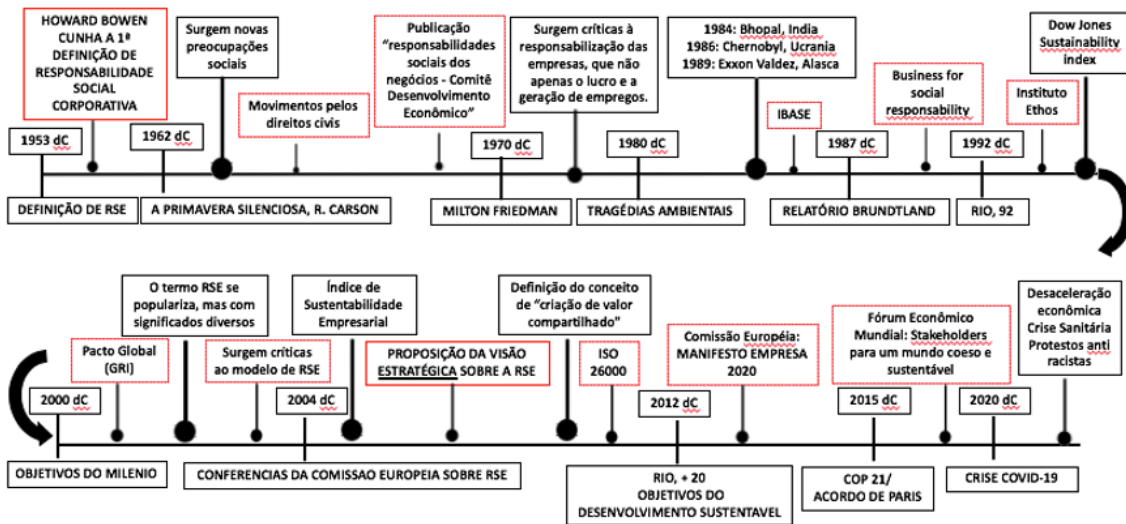 HOWARD BOWEN
CUNHA A 1ª
DEFINIÇÃO DE
RESPONSABILIDADE
SOCIAL
CORPORATIVA
Surgem novas
preocupações
sociais
Movimentos pelos
direitos civis
Publicação
“responsabilidades
sociais dos
negócios - Comitê
Desenvolvimento
Econômico”
Surgem críticas à
responsabilização das
empresas, que não
apenas o lucro e a
geração de empregos.
1984: Bhopal, India
1986: Chernobyl, Ucrania
1989: Exxon Valdez, Alasca
IBASE
Business for
social
responsability
Instituto
Ethos
Dow Jones
Sustainability
index
1953 dC
1962 dC
1970 dC
1980 dC
1987 dC
1992 dC
DEFINIÇÃO DE RSE
A PRIMAVERA SILENCIOSA, R. CARSON
MILTON FRIEDMAN
TRAGÉDIAS AMBIENTAIS
RELATÓRIO BRUNDTLAND
RIO, 92
Pacto Global
(GRI)
O termo RSE se
populariza, mas com
significados diversos
Surgem críticas
ao modelo de RSE
Índice de
Sustentabilidade
Empresarial
PROPOSIÇÃO DA VISÃO
ESTRATÉGICA SOBRE A RSE
Definição do conceito
de “criação de valor
compartilhado”
ISO
26000
Comissão Européia:
MANIFESTO EMPRESA
2020
Fórum Econômico
Mundial: Stakeholders
para um mundo coeso e
sustentável
Desaceleração
econômica
Crise Sanitária
Protestos anti
racistas
2000 dC
2004 dC
2012 dC
2015 dC
2020 dC
OBJETIVOS DO MILENIO
CONFERENCIAS DA COMISSAO EUROPEIA SOBRE RSE
RIO, + 20
OBJETIVOS DO
DESENVOLVIMENTO SUSTENTAVEL
COP 21/
ACORDO DE PARIS
CRISE COVID-19